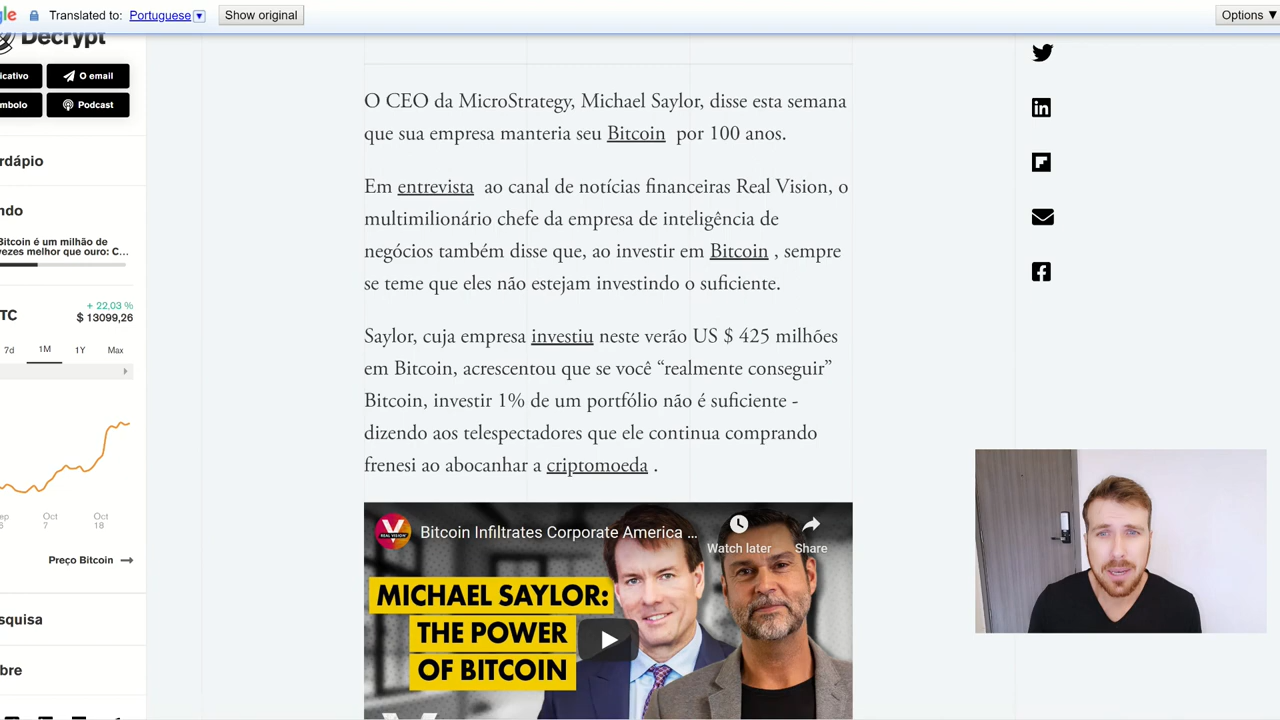 gle
Translated to: Portuguese
Show original
Options
Decrypt
icativo
O email
mbolo
Podcast
rdápio
ndo
Bitcoin é um milhão de
vezes melhor que ouro: C…
+ 22,03 %
TC
$ 13099,26
7d 1M 1Y Max
ep
6
Oct
7
Oct
18
Preço Bitcoin
squisa
bre
O CEO da MicroStrategy, Michael Saylor, disse esta semana
que sua empresa manteria seu Bitcoin por 100 anos.
Em entrevista ao canal de notícias financeiras Real Vision, o
multimilionário chefe da empresa de inteligência de
negócios também disse que, ao investir em Bitcoin , sempre
se teme que eles não estejam investindo o suficiente.
Saylor, cuja empresa investiu neste verão US $ 425 milhões
em Bitcoin, acrescentou que se você “realmente conseguir”
Bitcoin, investir 1% de um portfólio não é suficiente -
dizendo aos telespectadores que ele continua comprando
frenesi ao abocanhar a criptomoeda .
REAL VISION
Bitcoin Infiltrates Corporate America ...
Watch later
Share
MICHAEL SAYLOR:
THE POWER
OF BITCOIN